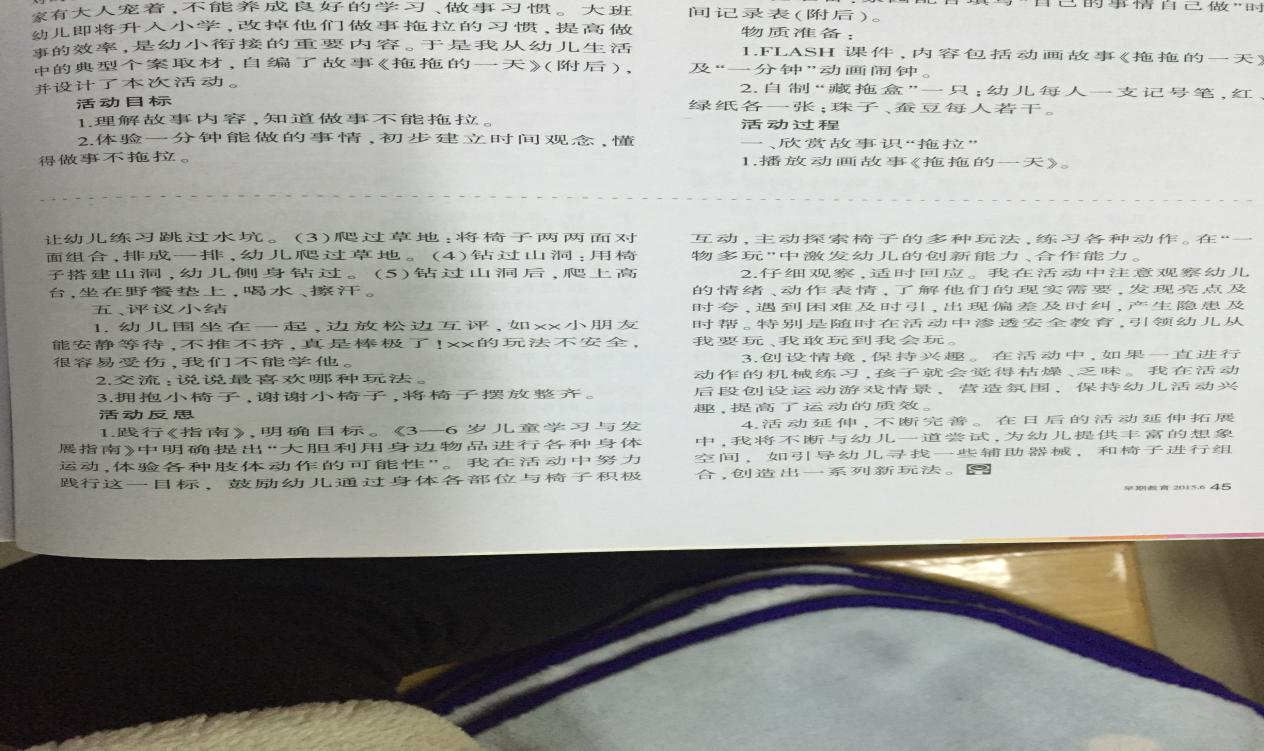 家有大人宠着,不能养成良好的学习、做事习惯。大班
幼儿即将升入小学,改掉他们做事拖拉的习惯,提高做
事的效率,是幼小衔接的重要内容。于是我从幼儿生活
中的典型个案取材,自编了故事《拖拖的一天》(附后),
并设计了本次活动。
活动目标
1.理解故事内容,知道做事不能拖拉。
2.体验一分钟能做的事情,初步建立时间观念,懂
得做事不拖拉。
“自己的事情自己做”时
间记录表(附后)。
物质准备:
1.FLASH 课件,内容包括动画故事《拖拖的一天》
及“一分钟”动画闹钟。
2.自制“藏拖盒”一只;幼儿每人一支记号笔,红、
绿纸各一张;珠子、蚕豆每人若干。
活动过程
一、欣赏故事识“拖拉”
1.播放动画故事《拖拖的一天》。
让幼儿练习跳过水坑。(3)爬过草地:将椅子两两面对
面组合,排成一排,幼儿爬过草地。(4)钻过山洞:用椅
子搭建山洞,幼儿侧身钻过。(5)钻过山洞后,爬上高
台,坐在野餐垫上,喝水、擦汗。
五、评议小结
1. 幼儿围坐在一起,边放松边互评,如××小朋友
能安静等待,不推不挤,真是棒极了!××的玩法不安全,
很容易受伤,我们不能学他。
2.交流:说说最喜欢哪种玩法。
3.拥抱小椅子,谢谢小椅子,将椅子摆放整齐。
活动反思
1.践行《指南》,明确目标。《3—6 岁儿童学习与发
展指南》中明确提出“大胆利用身边物品进行各种身体
运动,体验各种肢体动作的可能性”。我在活动中努力
践行这一目标,鼓励幼儿通过身体各部位与椅子积极
互动,主动探索椅子的多种玩法,练习各种动作。在“一
物多玩”中激发幼儿的创新能力、合作能力。
2.仔细观察,适时回应。我在活动中注意观察幼儿
的情绪、动作表情,了解他们的现实需要,发现亮点及
时夸,遇到困难及时引,出现偏差及时纠,产生隐患及
时帮。特别是随时在活动中渗透安全教育,引领幼儿从
我要玩、我敢玩到我会玩。
3.创设情境,保持兴趣。在活动中,如果一直进行
动作的机械练习,孩子就会觉得枯燥、乏味。我在活动
后段创设运动游戏情景,营造氛围,保持幼儿活动兴
趣,提高了运动的质效。
4.活动延伸,不断完善。在日后的活动延伸拓展
中,我将不断与幼儿一道尝试,为幼儿提供丰富的想象
空间,如引导幼儿寻找一些辅助器械,和椅子进行组
合,创造出一系列新玩法。
早期教育 2015.6 45